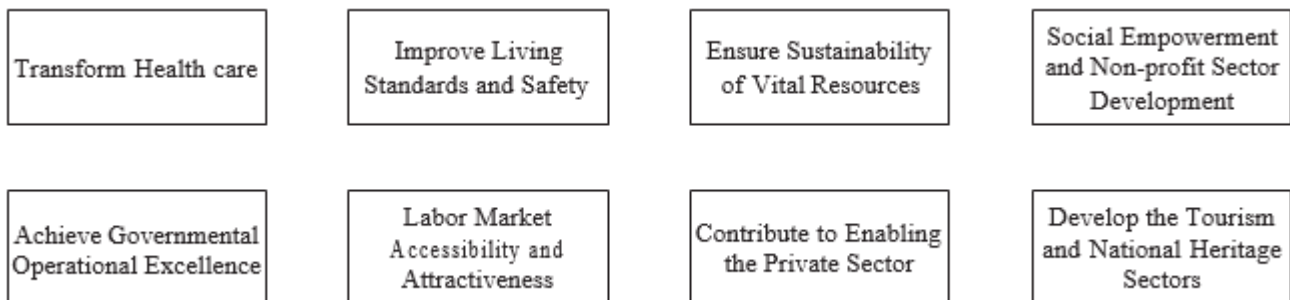 Transform Health care
Improve Living
Standards and Safety
Ensure Sustainability
of Vital Resources
Social Empowerment
and Non-profit Sector
Development
Achieve Governmental
Operational Excellence
Labor Market
Accessibility and
Attractiveness
Contribute to Enabling
the Private Sector
Develop the Tourism
and National Heritage
Sectors